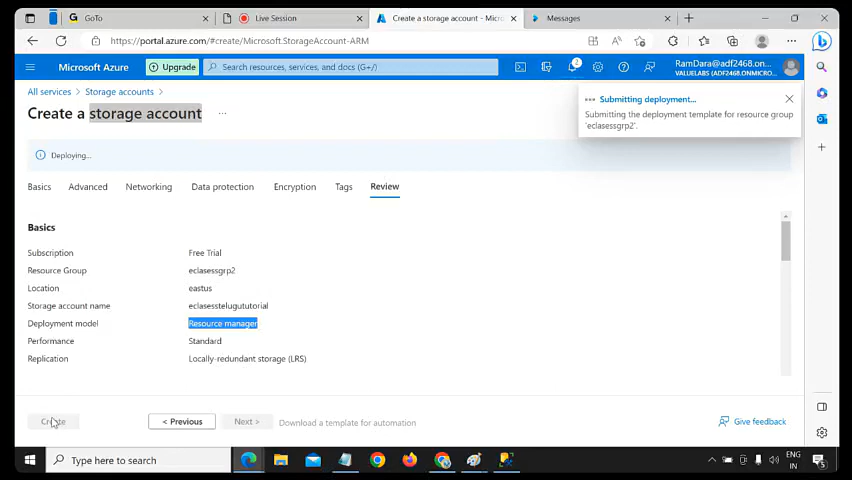 GoTo
Live Session
Create a storage account - Micro
Messages
https://portal.azure.com/#create/Microsoft.StorageAccount-ARM
Microsoft Azure
Upgrade
Search resources, services, and docs (G+/)
2
RamDara@adf2468.onm...
VALUELABS (ADF2468.ONMICRO...
All services
Storage accounts
Create a storage account
...
Submitting deployment...
Submitting the deployment template for resource group
'eclasessgrp2'.
Deploying...
Basics
Advanced
Networking
Data protection
Encryption
Tags
Review
Basics
Subscription
Free Trial
Resource Group
eclasessgrp2
Location
eastus
Storage account name
eclasesstelugututorial
Deployment model
Resource manager
Performance
Standard
Replication
Locally-redundant storage (LRS)
Create
< Previous
Next >
Download a template for automation
Give feedback
Type here to search
ENG
IN
5